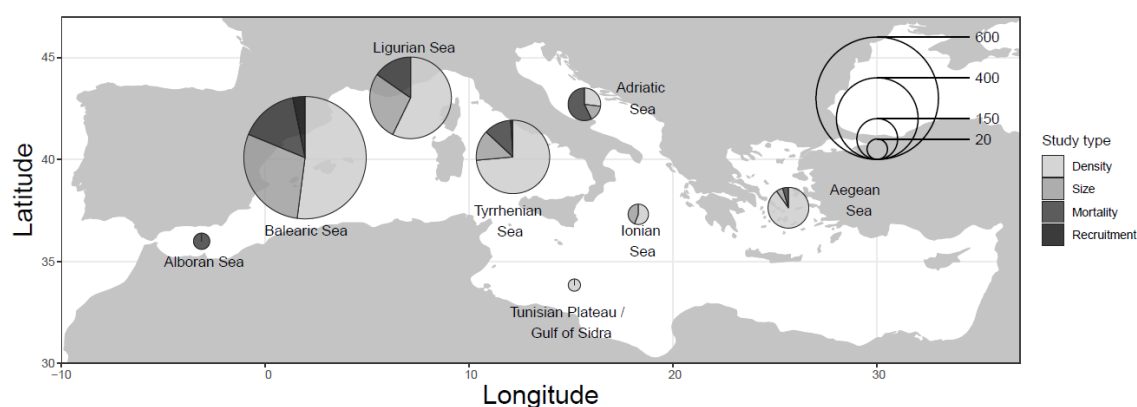 Latitude
45
40
35
30
−10
0
10
20
30
Longitude
Ligurian Sea
Adriatic
Sea
Balearic Sea
Tyrrhenian
Sea
Alboran Sea
Ionian
Sea
Aegean
Sea
Tunisian Plateau /
Gulf of Sidra
600
400
150
20
Study type
Density
Size
Mortality
Recruitment